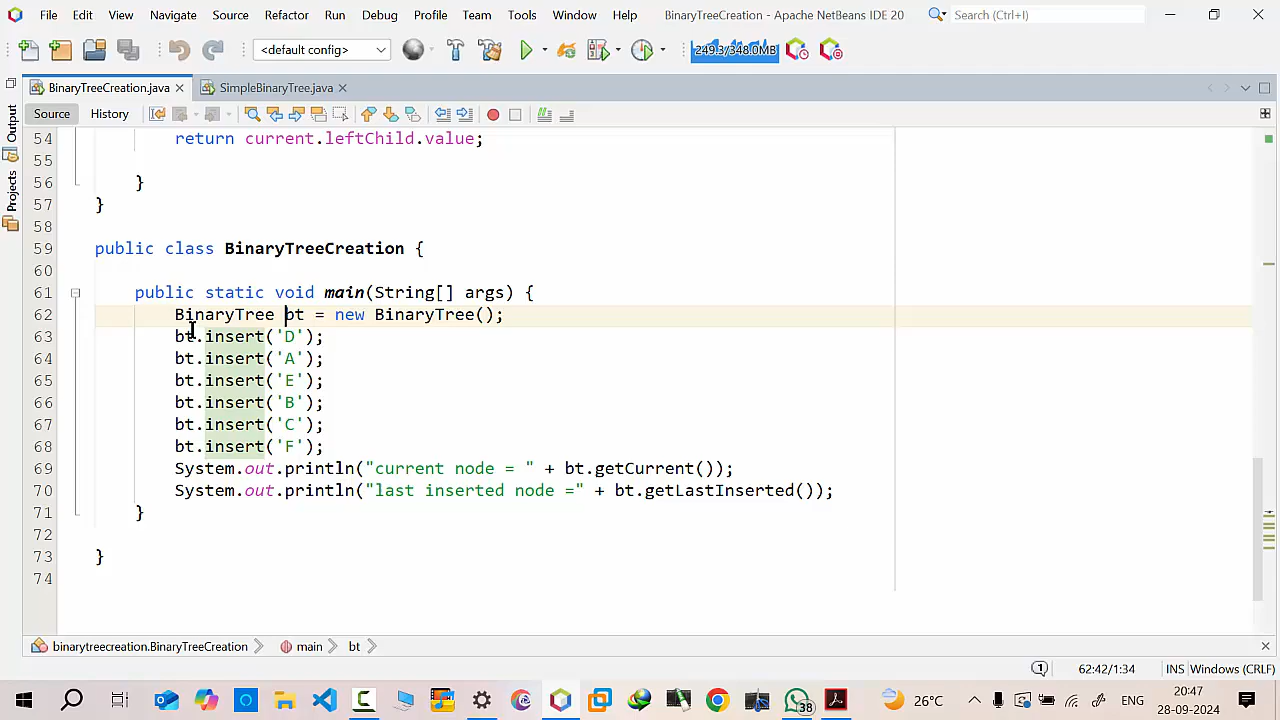 File Edit View Navigate Source Refactor Run Debug Profile Team Tools Window Help BinaryTreeCreation - Apache NetBeans IDE 20 Search (Ctrl+I)
<default config> 249.3/348.0MB
BinaryTreeCreation.java SimpleBinaryTree.java
Source History
Output
Projects
54 return current.leftChild.value;
55
56 }
57 }
58
59 public class BinaryTreeCreation {
60
61 public static void main(String[] args) {
62 BinaryTree bt = new BinaryTree();
63 bt.insert('D');
64 bt.insert('A');
65 bt.insert('E');
66 bt.insert('B');
67 bt.insert('C');
68 bt.insert('F');
69 System.out.println("current node = " + bt.getCurrent());
70 System.out.println("last inserted node =" + bt.getLastInserted());
71 }
72
73 }
74
binarytreecreation.BinaryTreeCreation main bt
1 62:42/1:34 INS Windows (CRLF)
38 26°C ENG 20:47
28-09-2024